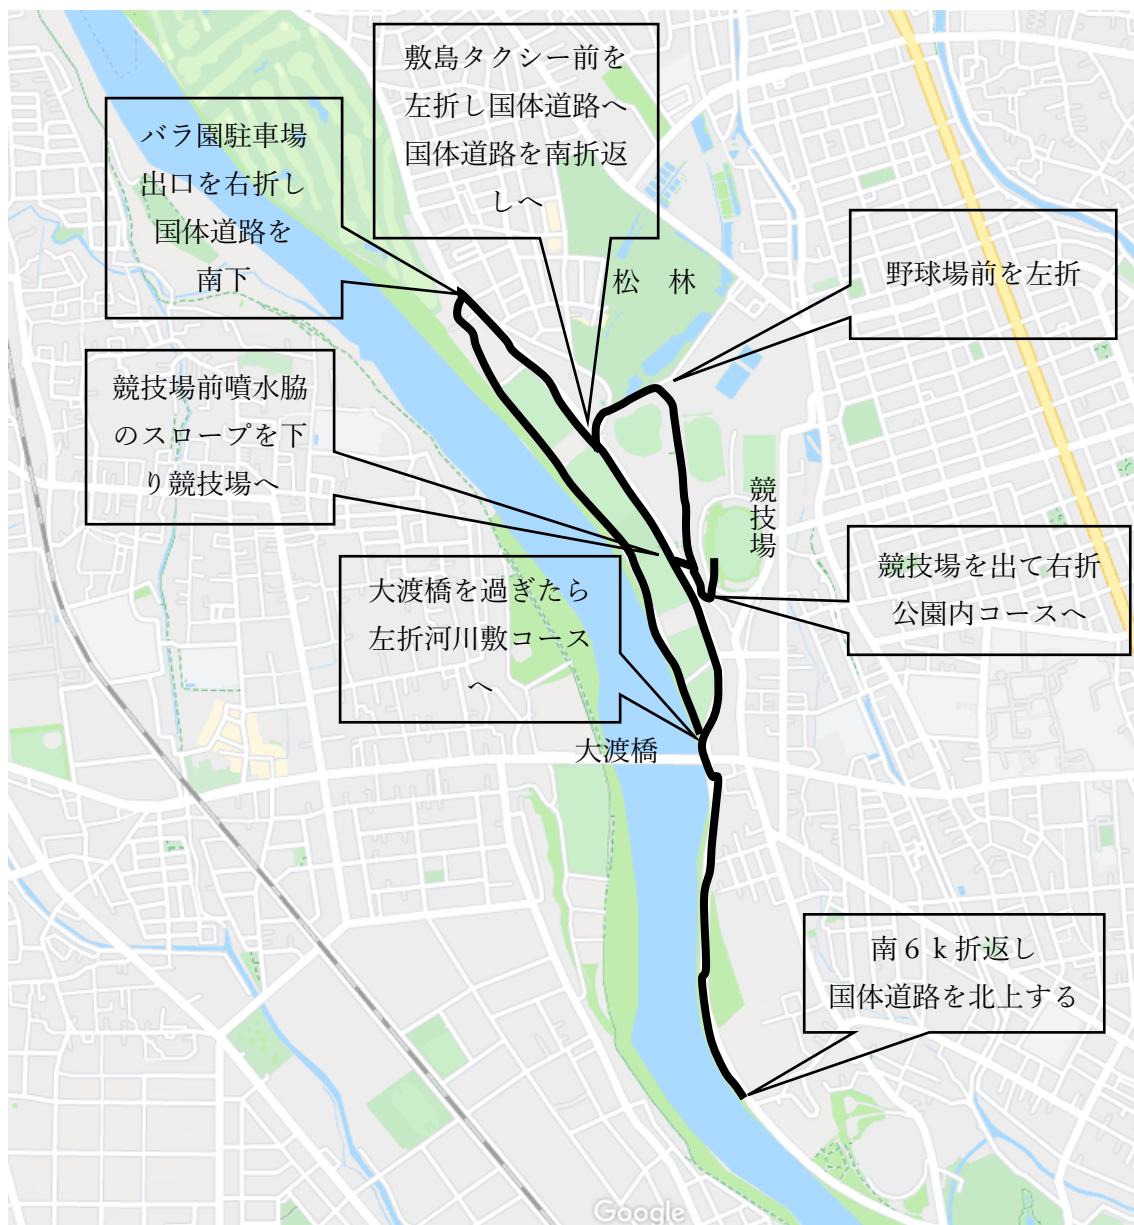 敷島タクシー前を
左折し国体道路へ
国体道路を南折返
しへ
バラ園駐車場
出口を右折し
国体道路を
南下
野球場前を左折
松　林
競技場前噴水脇
のスロープを下
り競技場へ
競技場
競技場を出て右折
公園内コースへ
大渡橋を過ぎたら
左折河川敷コース
へ
大渡橋
南６ｋ折返し
国体道路を北上する
Google